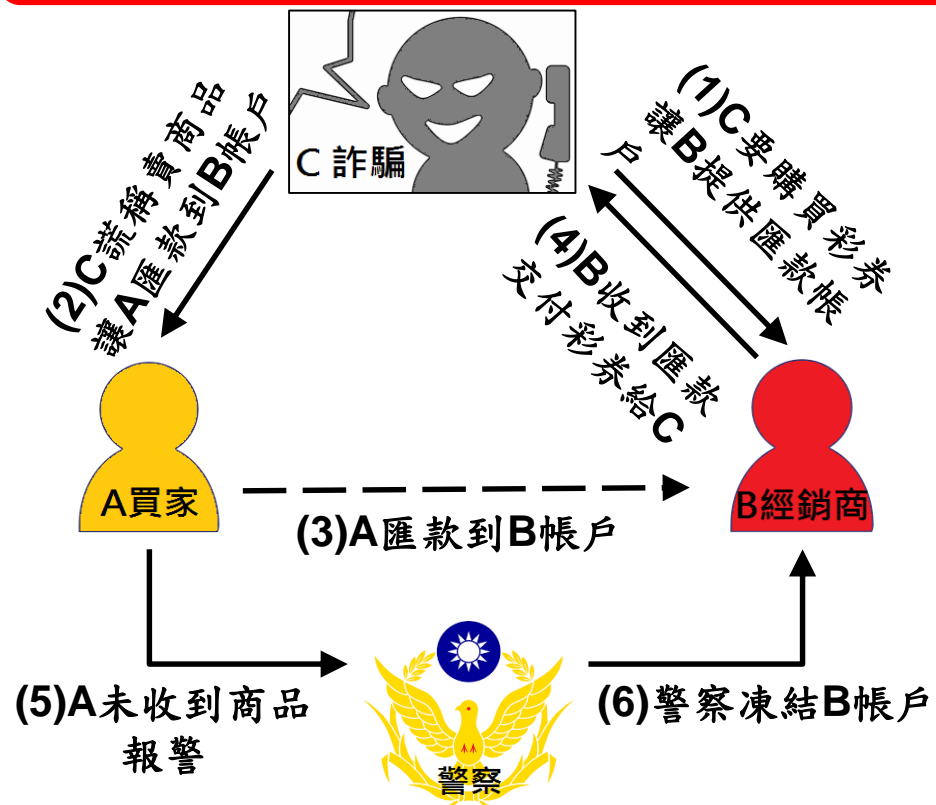 C 詐騙
(1)C要購買彩券
讓B提供匯款帳
戶
(2)C謊稱賣商品
讓A匯款到B帳戶
(4)B收到匯款
交付彩券給C
A買家
B經銷商
(3)A匯款到B帳戶
(5)A未收到商品
報警
(6)警察凍結B帳戶
警察